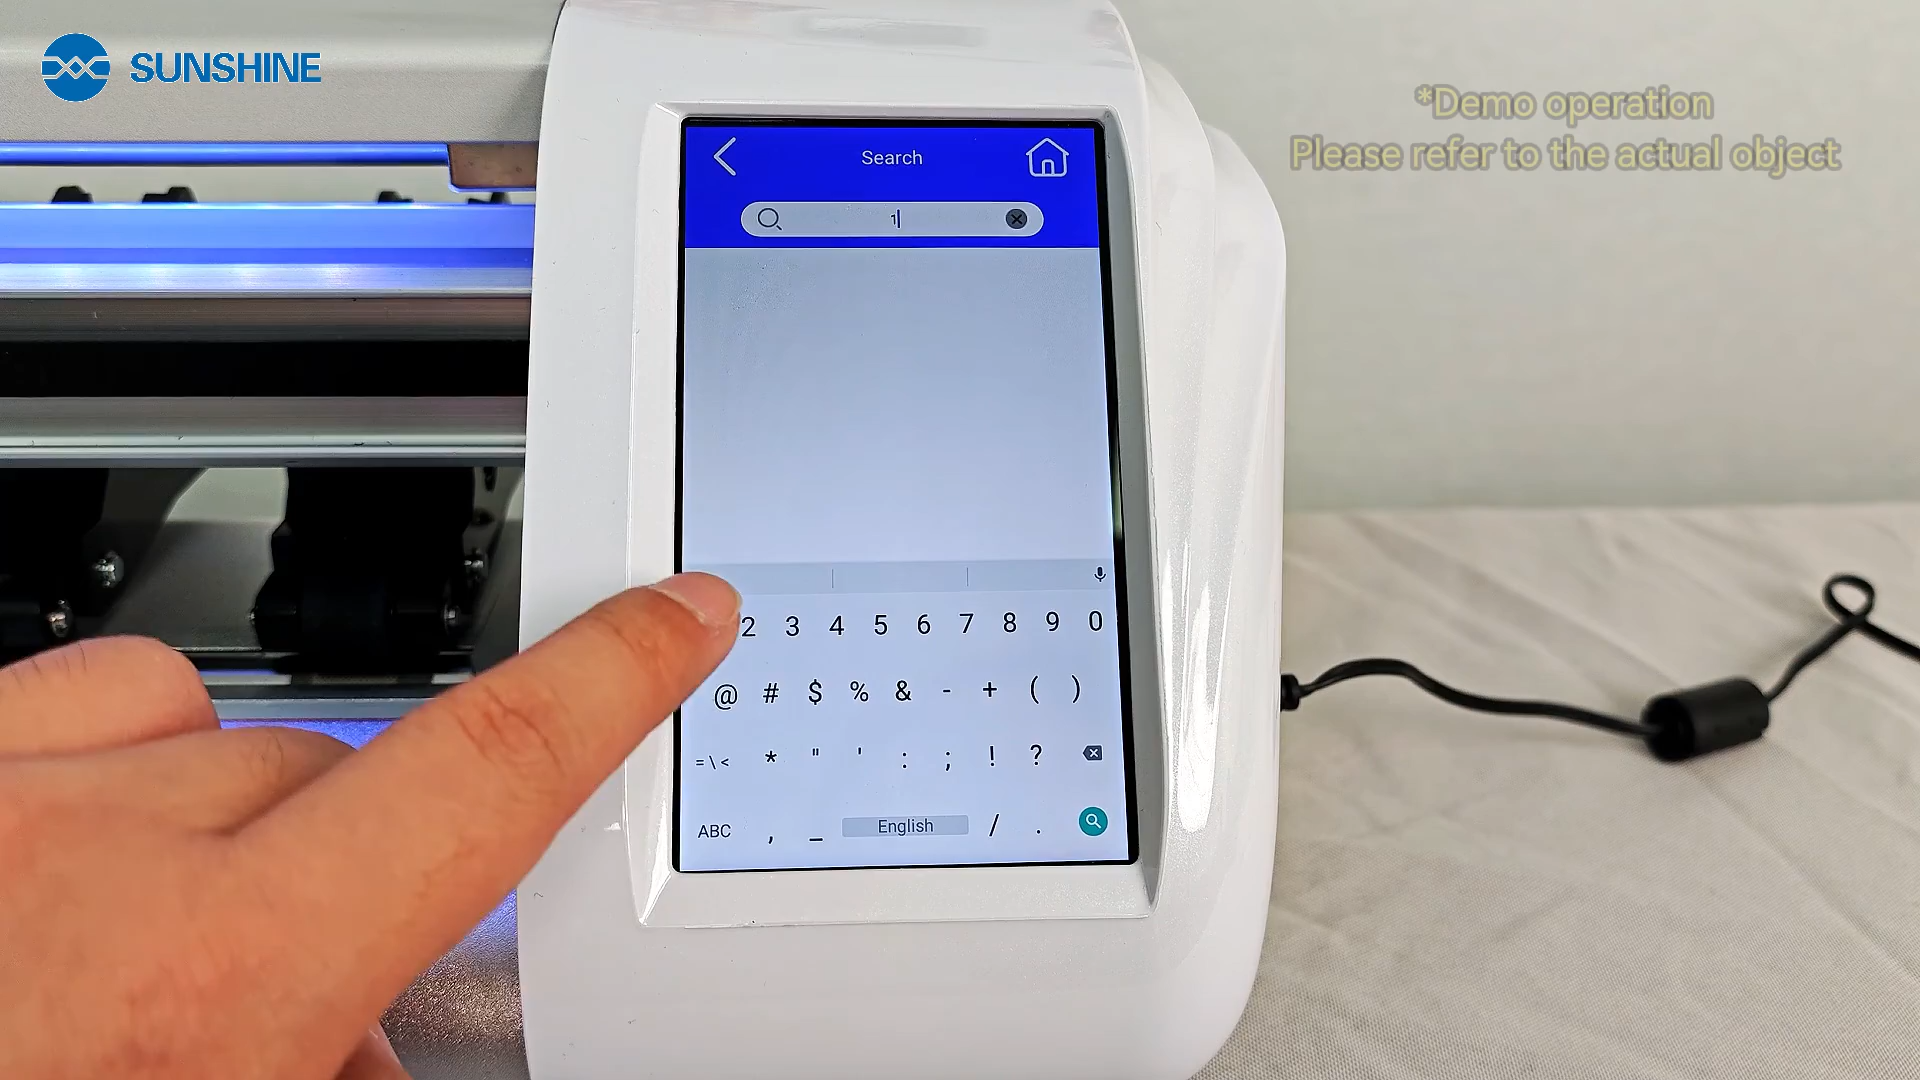 SUNSHINE
*Demo operation
Please refer to the actual object
Search
1
2 3 4 5 6 7 8 9 0
@ # $ % & - + ( )
=\< * " ' : ; ! ?
ABC , _ English / .